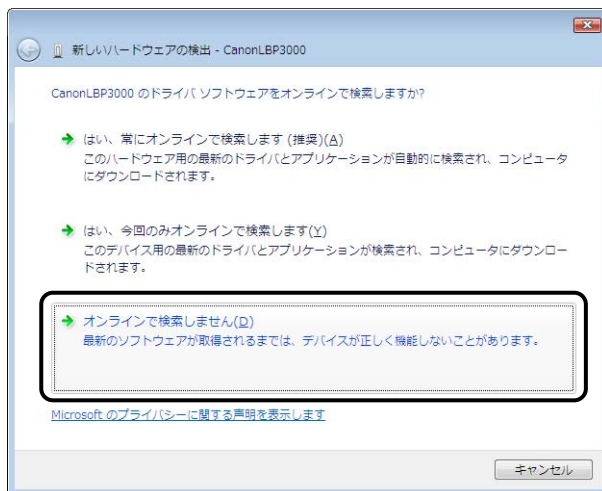 新しいハードウェアの検出 - CanonLBP3000
CanonLBP3000 のドライバ ソフトウェアをオンラインで検索しますか?
はい、常にオンラインで検索します (推奨)(A)
このハードウェア用の最新のドライバとアプリケーションが自動的に検索され、コンピュータ
にダウンロードされます。
はい、今回のみオンラインで検索します(Y)
このデバイス用の最新のドライバとアプリケーションが検索され、コンピュータにダウンロー
ドされます。
オンラインで検索しません(D)
最新のソフトウェアが取得されるまでは、デバイスが正しく機能しないことがあります。
Microsoft のプライバシーに関する声明を表示します
キャンセル